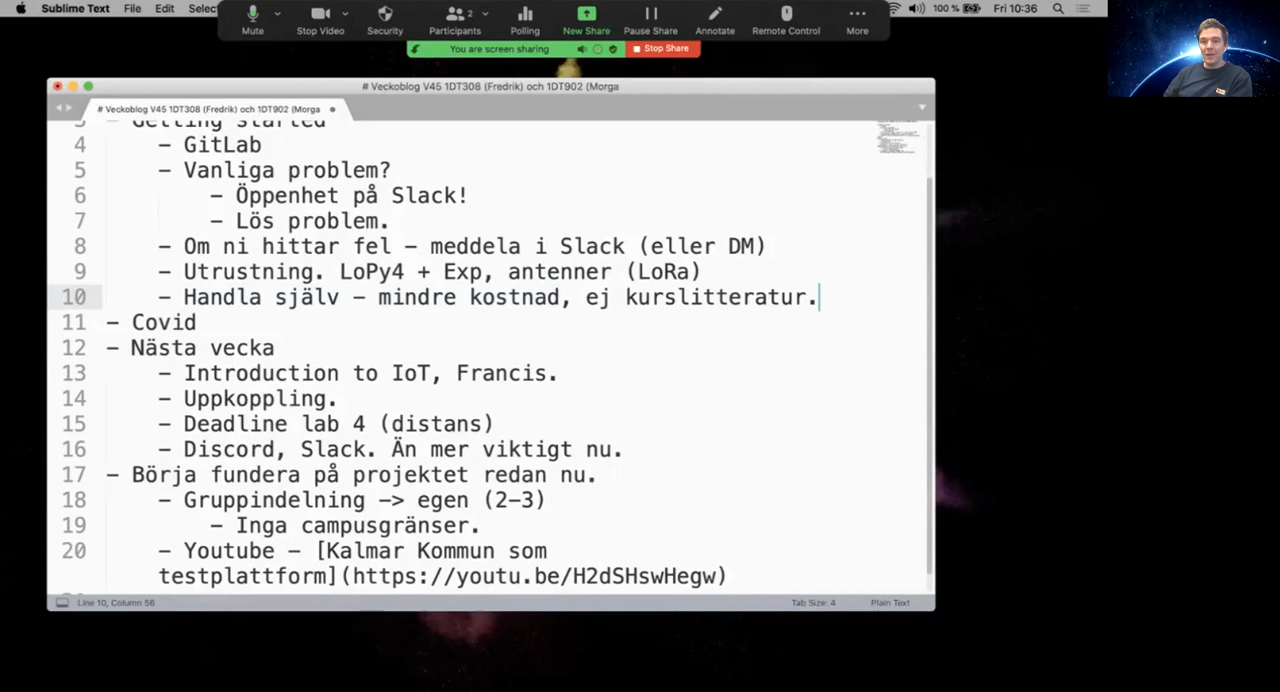 Sublime Text File Edit Selec 100 % Fri 10:36
2
Mute Stop Video Security Participants Polling New Share Pause Share Annotate Remote Control More
You are screen sharing Stop Share
# Veckoblog V45 1DT308 (Fredrik) och 1DT902 (Morga
# Veckoblog V45 1DT308 (Fredrik) och 1DT902 (Morga
3 - Getting started
4 - GitLab
5 - Vanliga problem?
6 - Öppenhet på Slack!
7 - Lös problem.
8 - Om ni hittar fel - meddela i Slack (eller DM)
9 - Utrustning. LoPy4 + Exp, antenner (LoRa)
10 - Handla själv - mindre kostnad, ej kurslitteratur.
11 - Covid
12 - Nästa vecka
13 - Introduction to IoT, Francis.
14 - Uppkoppling.
15 - Deadline lab 4 (distans)
16 - Discord, Slack. Än mer viktigt nu.
17 - Börja fundera på projektet redan nu.
18 - Gruppindelning -> egen (2-3)
19 - Inga campusgränser.
20 - Youtube - [Kalmar Kommun som
testplattform](https://youtu.be/H2dSHswHegw)
Line 10, Column 56 Tab Size: 4 Plain Text